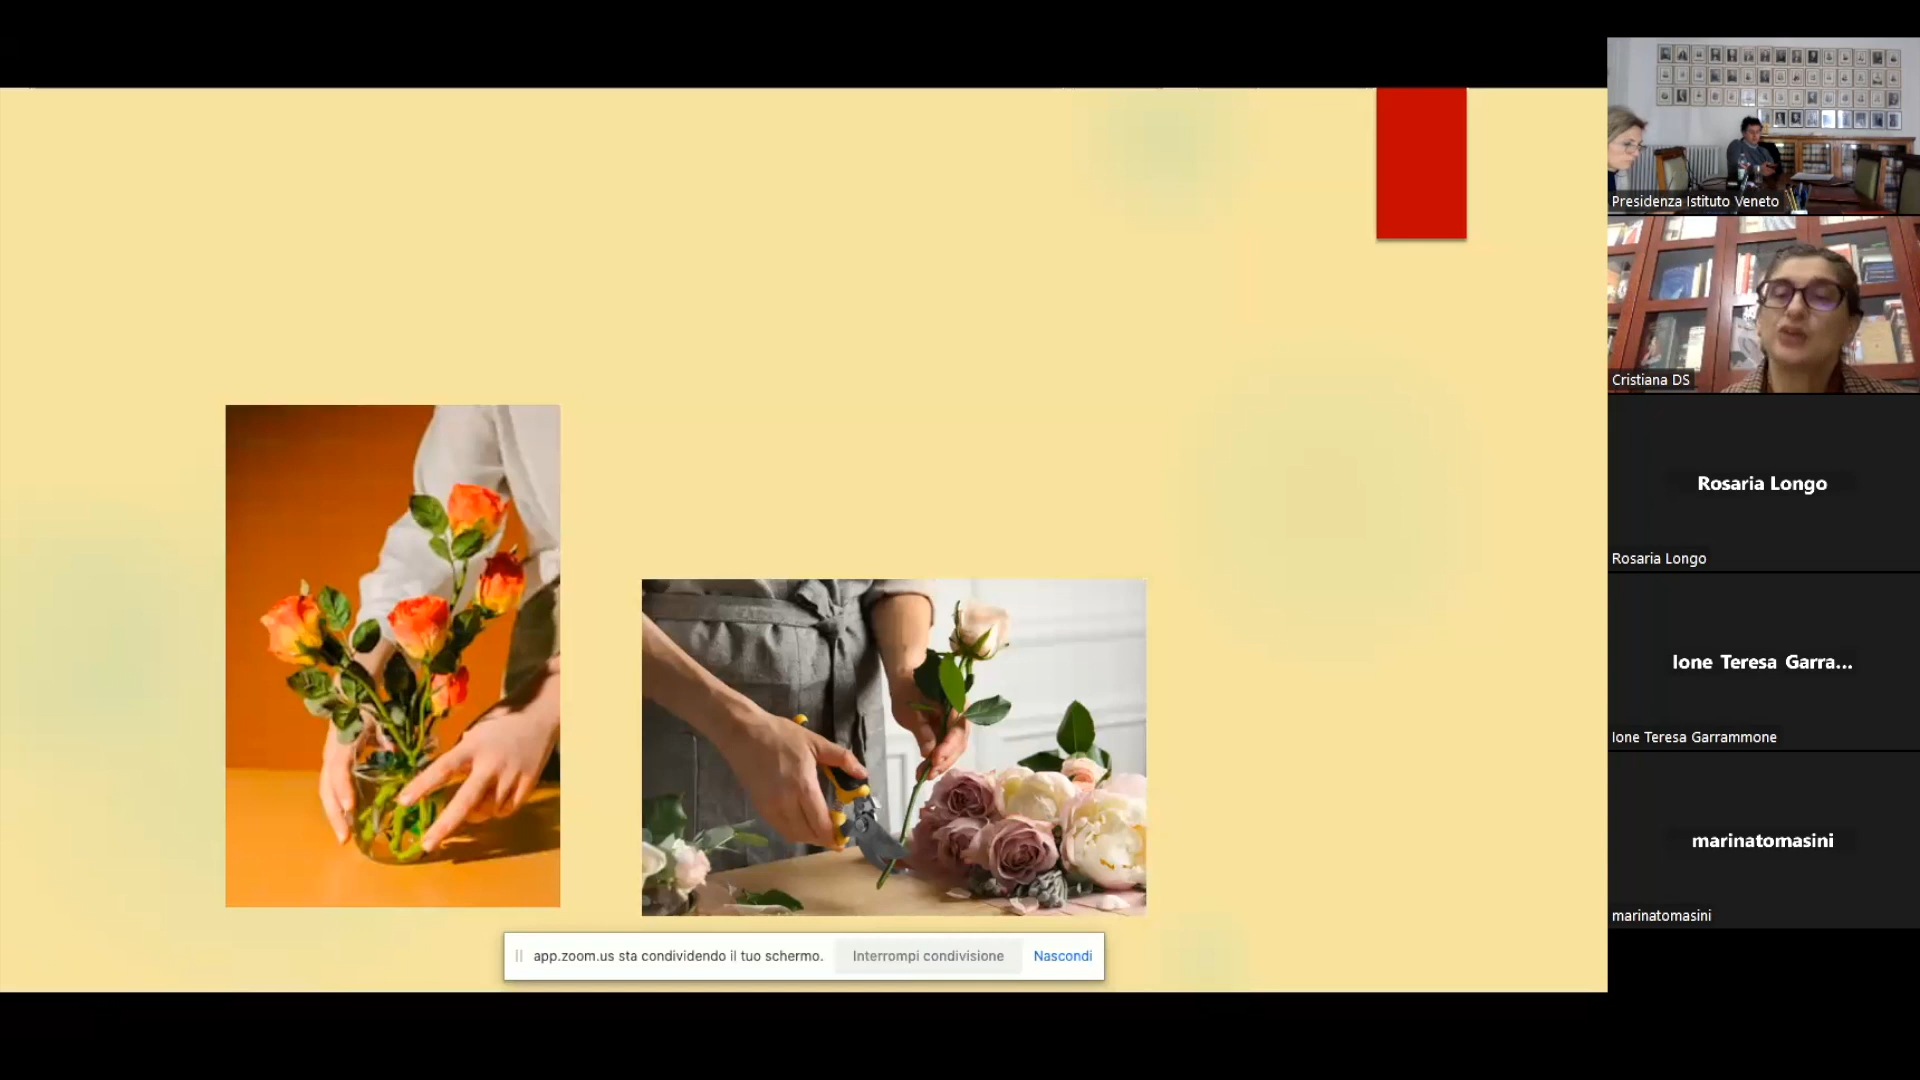 Presidenza Istituto Veneto
Cristiana DS
Rosaria Longo
Rosaria Longo
Ione Teresa Garra...
Ione Teresa Garrammone
marinatomasini
marinatomasini
app.zoom.us sta condividendo il tuo schermo.
Interrompi condivisione
Nascondi